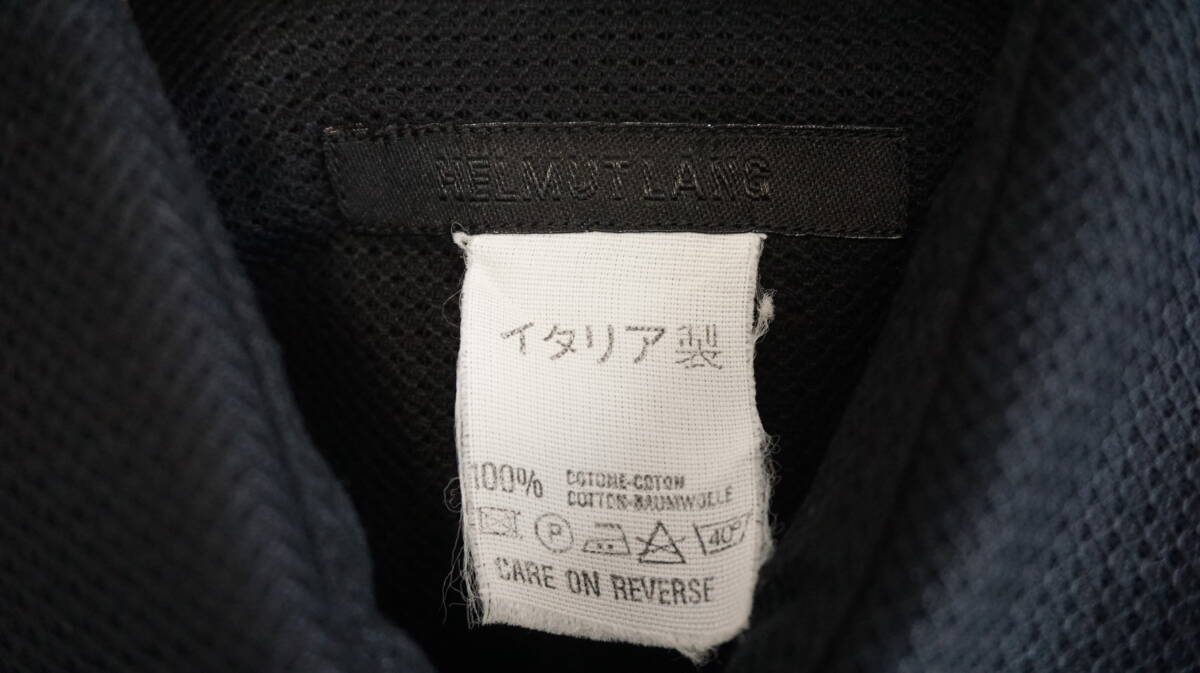 HELMUT LANG
イタリア製
100% COTONE-COTON
COTTON-BAUMWOLLE
P 40°
CARE ON REVERSE